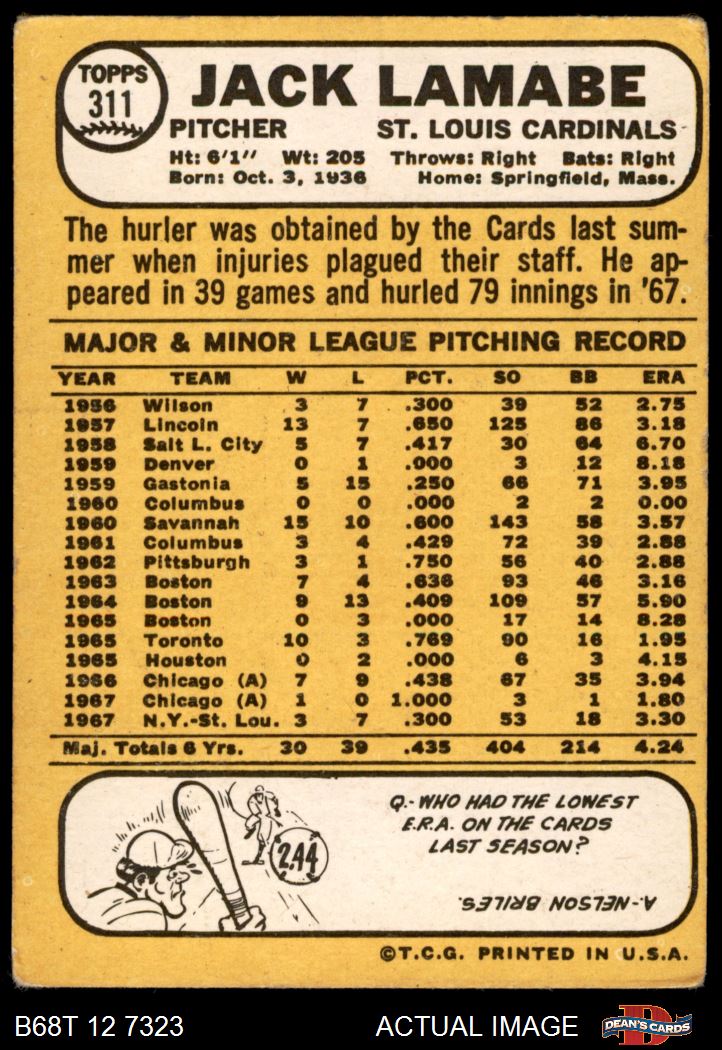 TOPPS
311
JACK LAMABE
PITCHER ST. LOUIS CARDINALS
Ht: 6'1" Wt: 205 Throws: Right Bats: Right
Born: Oct. 3, 1936 Home: Springfield, Mass.
The hurler was obtained by the Cards last sum-
mer when injuries plagued their staff. He ap-
peared in 39 games and hurled 79 innings in '67.
MAJOR & MINOR LEAGUE PITCHING RECORD
YEAR TEAM W L PCT. SO BB ERA
1956 Wilson 3 7 .300 39 52 2.75
1957 Lincoln 13 7 .650 125 86 3.18
1958 Salt L. City 5 7 .417 30 64 6.70
1959 Denver 0 1 .000 3 12 8.18
1959 Gastonia 5 15 .250 66 71 3.95
1960 Columbus 0 0 .000 2 2 0.00
1960 Savannah 15 10 .600 143 58 3.57
1961 Columbus 3 4 .429 72 39 2.88
1962 Pittsburgh 3 1 .750 56 40 2.88
1963 Boston 7 4 .636 93 46 3.16
1964 Boston 9 13 .409 109 57 5.90
1965 Boston 0 3 .000 17 14 8.28
1965 Toronto 10 3 .769 90 16 1.95
1965 Houston 0 2 .000 6 3 4.15
1966 Chicago (A) 7 9 .438 67 35 3.94
1967 Chicago (A) 1 0 1.000 3 1 1.80
1967 N.Y.-St. Lou. 3 7 .300 53 18 3.30
Maj. Totals 6 Yrs. 30 39 .435 404 214 4.24
2.44
Q.- WHO HAD THE LOWEST
E.R.A. ON THE CARDS
LAST SEASON?
A-NELSON BRILES.
©T.C.G. PRINTED IN U.S.A.
B68T 12 7323 ACTUAL IMAGE
D
DEAN'S CARDS